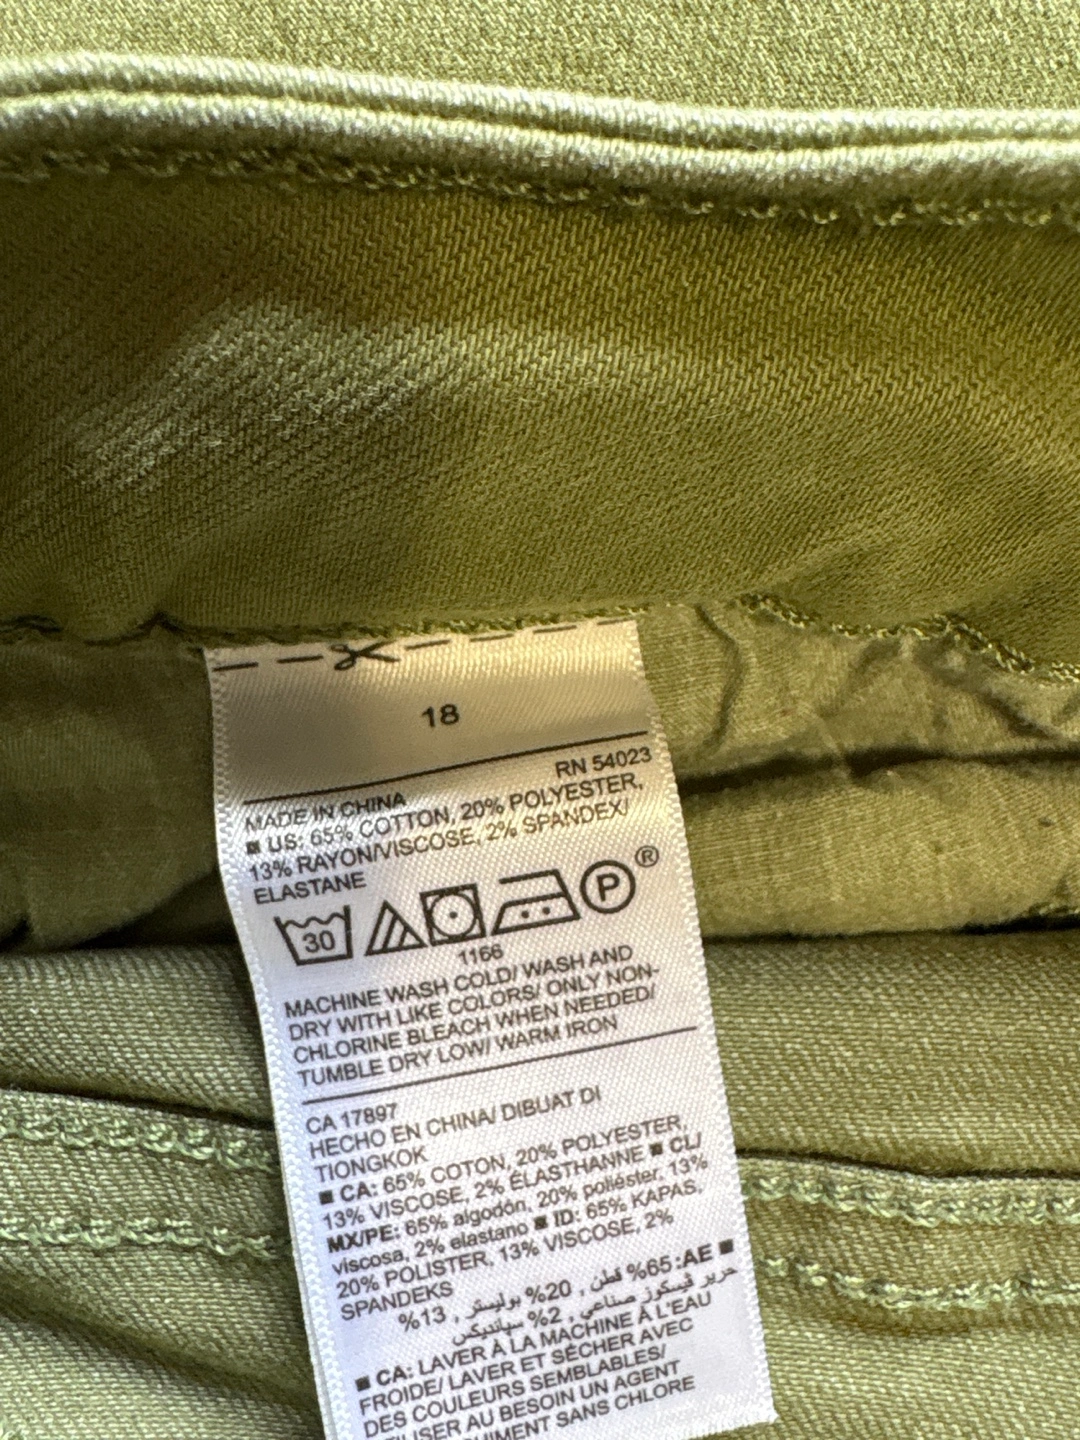 18
RN 54023
MADE IN CHINA
■ US: 65% COTTON, 20% POLYESTER,
13% RAYON/VISCOSE, 2% SPANDEX/
ELASTANE
30 P ®
1166
MACHINE WASH COLD/ WASH AND
DRY WITH LIKE COLORS/ ONLY NON-
CHLORINE BLEACH WHEN NEEDED/
TUMBLE DRY LOW/ WARM IRON
CA 17897
HECHO EN CHINA/ DIBUAT DI
TIONGKOK
■ CA: 65% COTON, 20% POLYESTER,
13% VISCOSE, 2% ÉLASTHANNE ■ CL/
MX/PE: 65% algodón, 20% poliéster, 13%
viscosa, 2% elastano ■ ID: 65% KAPAS,
20% POLISTER, 13% VISCOSE, 2%
SPANDEKS
■ AE: 65% قطن , 20% بوليستر , 13%
حرير فيسكوز صناعي , 2% سباندیکس
■ CA: LAVER À LA MACHINE À L'EAU
FROIDE/ LAVER ET SÉCHER AVEC
DES COULEURS SEMBLABLES/
UTILISER AU BESOIN UN AGENT
SANS CHLORE